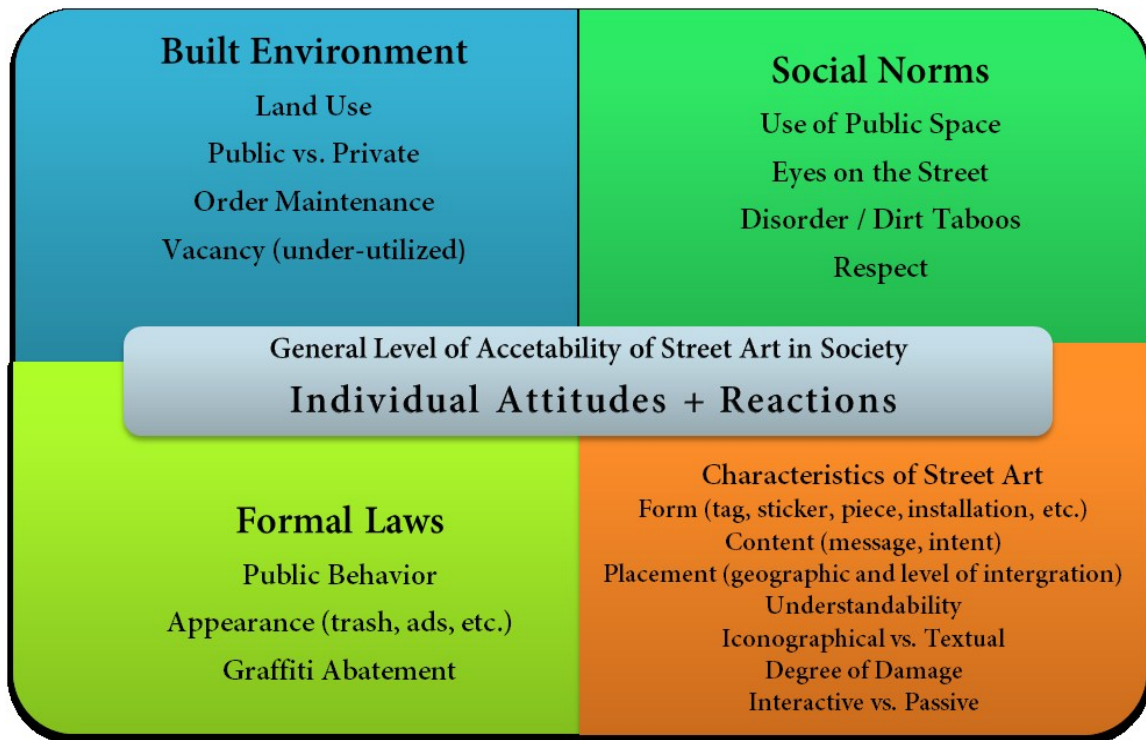 Built Environment
Land Use
Public vs. Private
Order Maintenance
Vacancy (under-utilized)
Social Norms
Use of Public Space
Eyes on the Street
Disorder / Dirt Taboos
Respect
General Level of Accetability of Street Art in Society
Individual Attitudes + Reactions
Formal Laws
Public Behavior
Appearance (trash, ads, etc.)
Graffiti Abatement
Characteristics of Street Art
Form (tag, sticker, piece, installation, etc.)
Content (message, intent)
Placement (geographic and level of intergration)
Understandability
Iconographical vs. Textual
Degree of Damage
Interactive vs. Passive